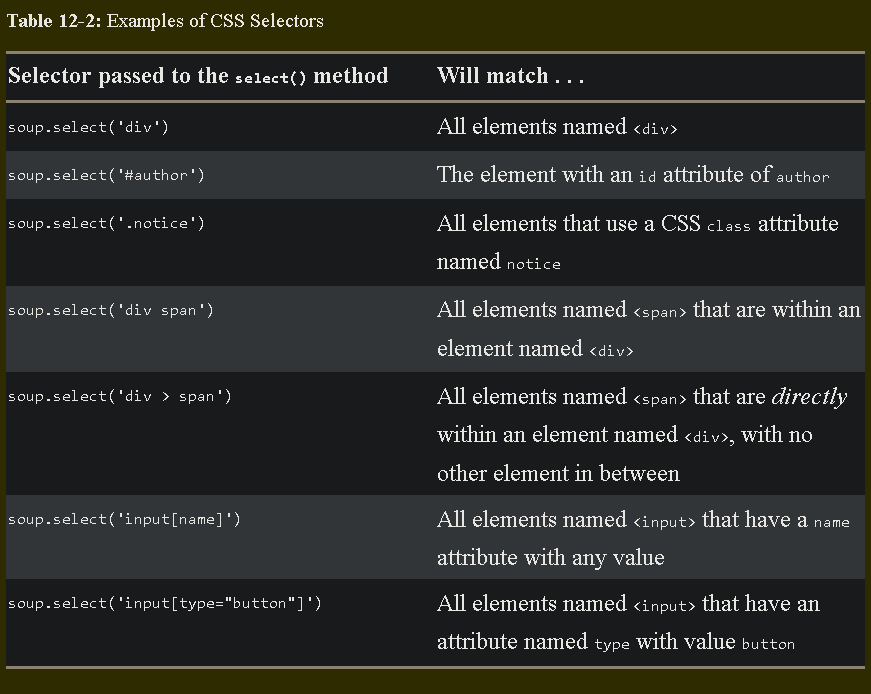 Table 12-2: Examples of CSS Selectors
Selector passed to the select() method Will match . . .
soup.select('div') All elements named <div>
soup.select('#author') The element with an id attribute of author
soup.select('.notice') All elements that use a CSS class attribute
named notice
soup.select('div span') All elements named <span> that are within an
element named <div>
soup.select('div > span') All elements named <span> that are directly
within an element named <div>, with no
other element in between
soup.select('input[name]') All elements named <input> that have a name
attribute with any value
soup.select('input[type="button"]') All elements named <input> that have an
attribute named type with value button